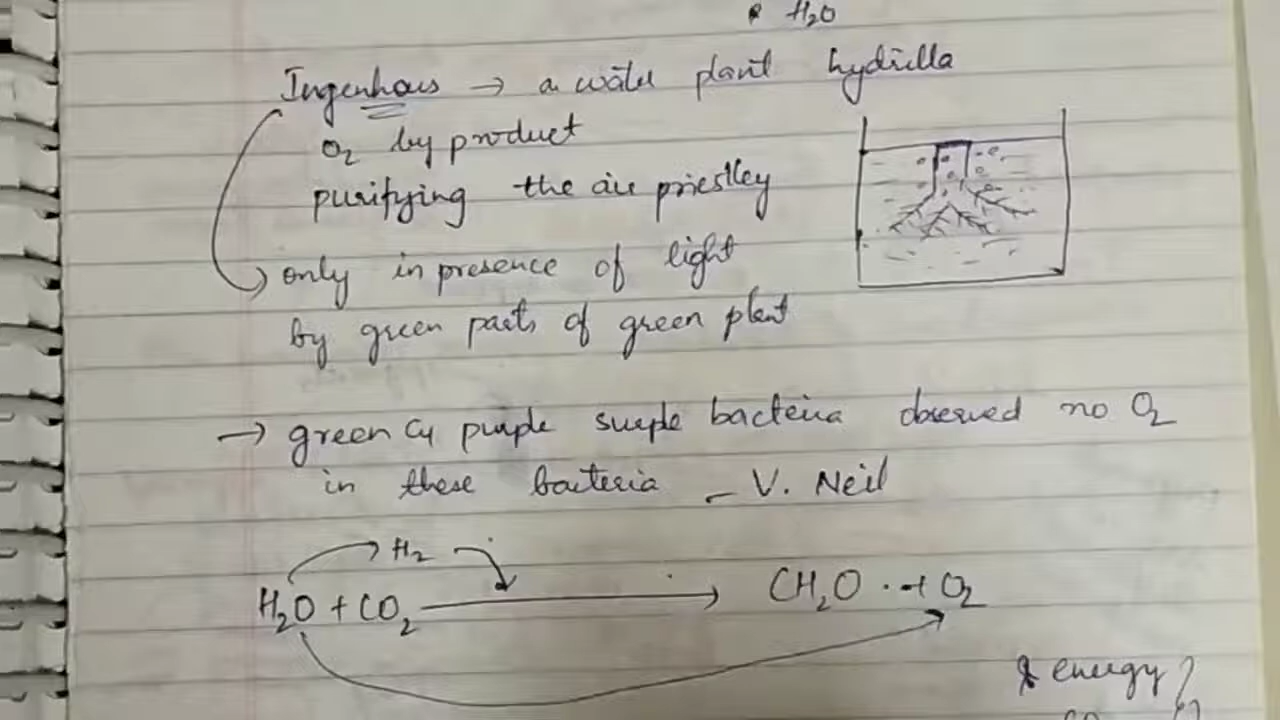 H₂O
Ingenhous → a water plant hydrilla
O₂ by product
purifying the air priestley
only in presence of light
by green parts of green plant
→ green & purple bacteria observed no O₂
in these bacteria – V. Neil
H₂
H₂O + CO₂ → CH₂O + O₂
energy